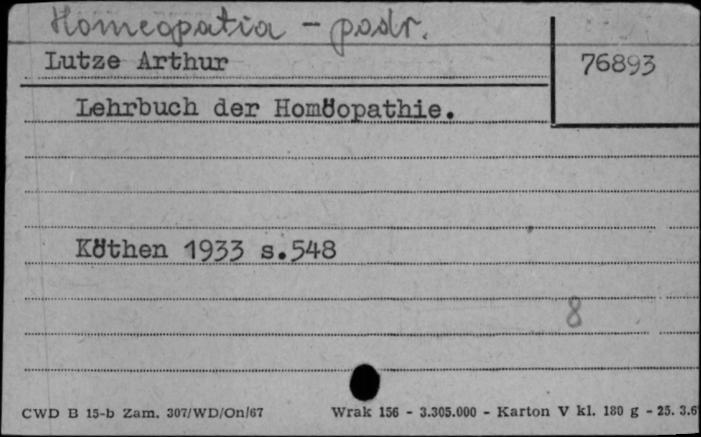 Homeopatia - podr.
Lutze Arthur
76893
Lehrbuch der Homöopathie.
Köthen 1933 s.548
8
CWD B 15-b Zam. 307/WD/On/67 Wrak 156 - 3.305.000 - Karton V kl. 180 g - 25. 3.6